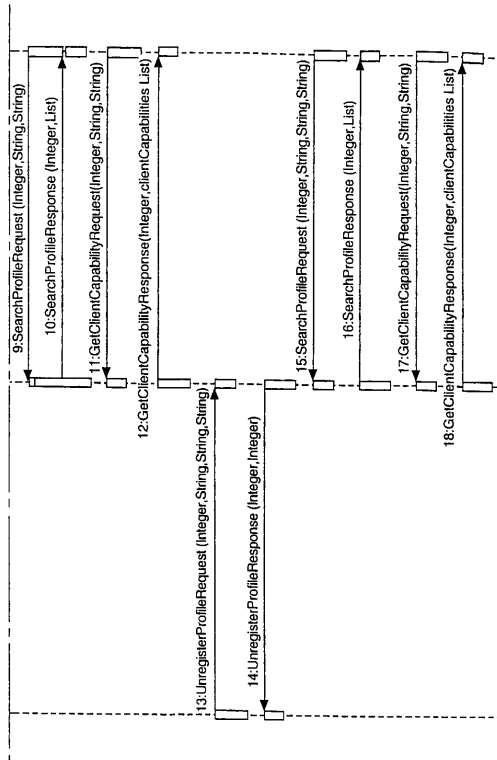 9:SearchProfileRequest (Integer,String,String)
10:SearchProfileResponse (Integer,List)
11:GetClientCapabilityRequest(Integer,String,String)
12:GetClientCapabilityResponse(Integer,clientCapabilities List)
13:UnregisterProfileRequest (Integer,String,String,String)
14:UnregisterProfileResponse (Integer,Integer)
15:SearchProfileRequest (Integer,String,String,String)
16:SearchProfileResponse (Integer,List)
17:GetClientCapabilityRequest(Integer,String,String)
18:GetClientCapabilityResponse(Integer,clientCapabilities List)